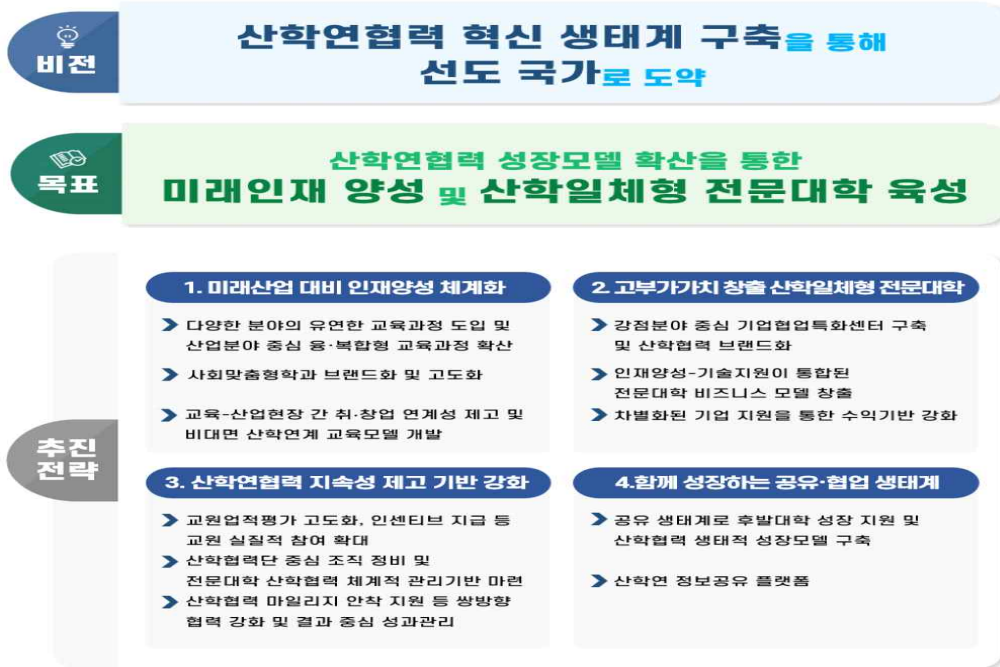 비전
산학연협력 혁신 생태계 구축을 통해
선도 국가로 도약
목표
산학연협력 성장모델 확산을 통한
미래인재 양성 및 산학일체형 전문대학 육성
추진
전략
1. 미래산업 대비 인재양성 체계화
다양한 분야의 유연한 교육과정 도입 및
산업분야 중심 융·복합형 교육과정 확산
사회맞춤형학과 브랜드화 및 고도화
교육-산업현장 간 취·창업 연계성 제고 및
비대면 산학연계 교육모델 개발
2. 고부가가치 창출 산학일체형 전문대학
강점분야 중심 기업협업특화센터 구축
및 산학협력 브랜드화
인재양성-기술지원이 통합된
전문대학 비즈니스 모델 창출
차별화된 기업 지원을 통한 수익기반 강화
3. 산학연협력 지속성 제고 기반 강화
교원업적평가 고도화, 인센티브 지급 등
교원 실질적 참여 확대
산학협력단 중심 조직 정비 및
전문대학 산학협력 체계적 관리기반 마련
산학협력 마일리지 안착 지원 등 쌍방향
협력 강화 및 결과 중심 성과관리
4.함께 성장하는 공유·협업 생태계
공유 생태계로 후발대학 성장 지원 및
산학협력 생태적 성장모델 구축
산학연 정보공유 플랫폼